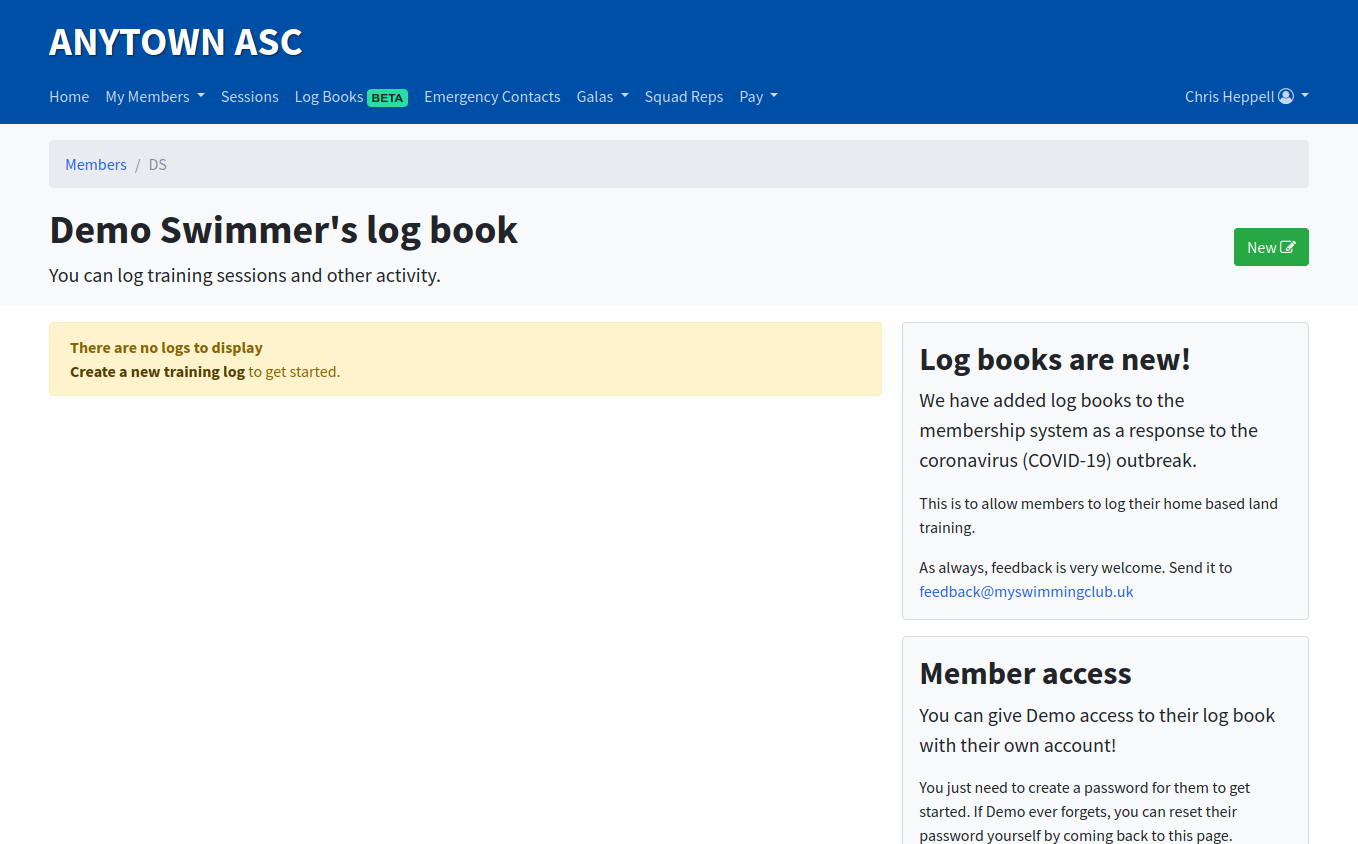 ANYTOWN ASC
Home My Members Sessions Log Books BETA Emergency Contacts Galas Squad Reps Pay Chris Heppell
Members / DS
Demo Swimmer's log book
New
You can log training sessions and other activity.
There are no logs to display
Create a new training log to get started.
Log books are new!
We have added log books to the
membership system as a response to the
coronavirus (COVID-19) outbreak.
This is to allow members to log their home based land
training.
As always, feedback is very welcome. Send it to
feedback@myswimmingclub.uk
Member access
You can give Demo access to their log book
with their own account!
You just need to create a password for them to get
started. If Demo ever forgets, you can reset their
password yourself by coming back to this page.